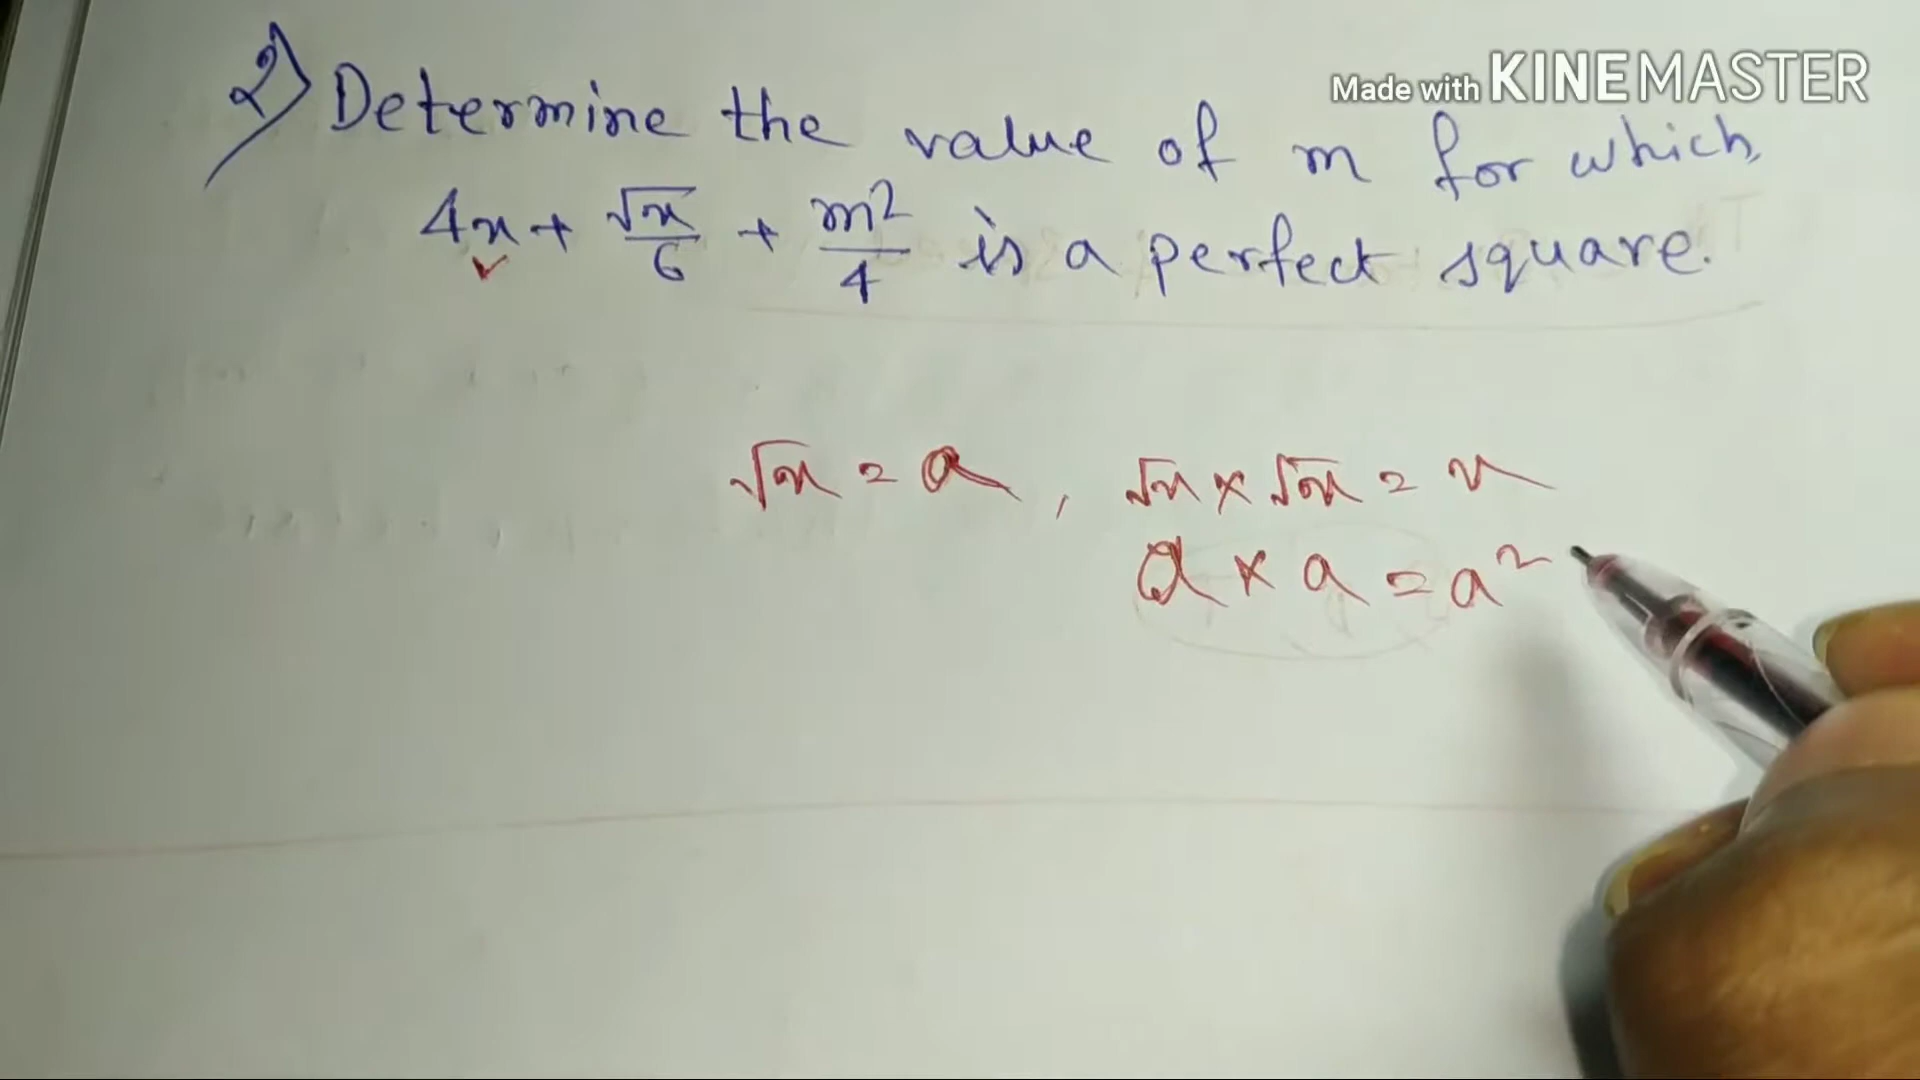 Made with KINEMASTER
2) Determine the value of m for which,
4x + √x/6 + m²/4 is a perfect square.
√x = a, √x × √x = x
a × a = a²